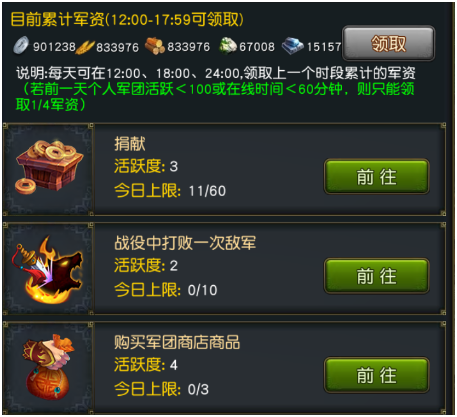 目前累计军资(12:00-17:59可领取)
901238 833976 833976 67008 15157 领取
说明:每天可在12:00、18:00、24:00,领取上一个时段累计的军资
（若前一天个人军团活跃＜100或在线时间＜60分钟，则只能领
取1/4军资）
捐献
活跃度: 3
今日上限: 11/60
前往
战役中打败一次敌军
活跃度: 2
今日上限: 0/10
前往
购买军团商店商品
活跃度: 4
今日上限: 0/3
前往